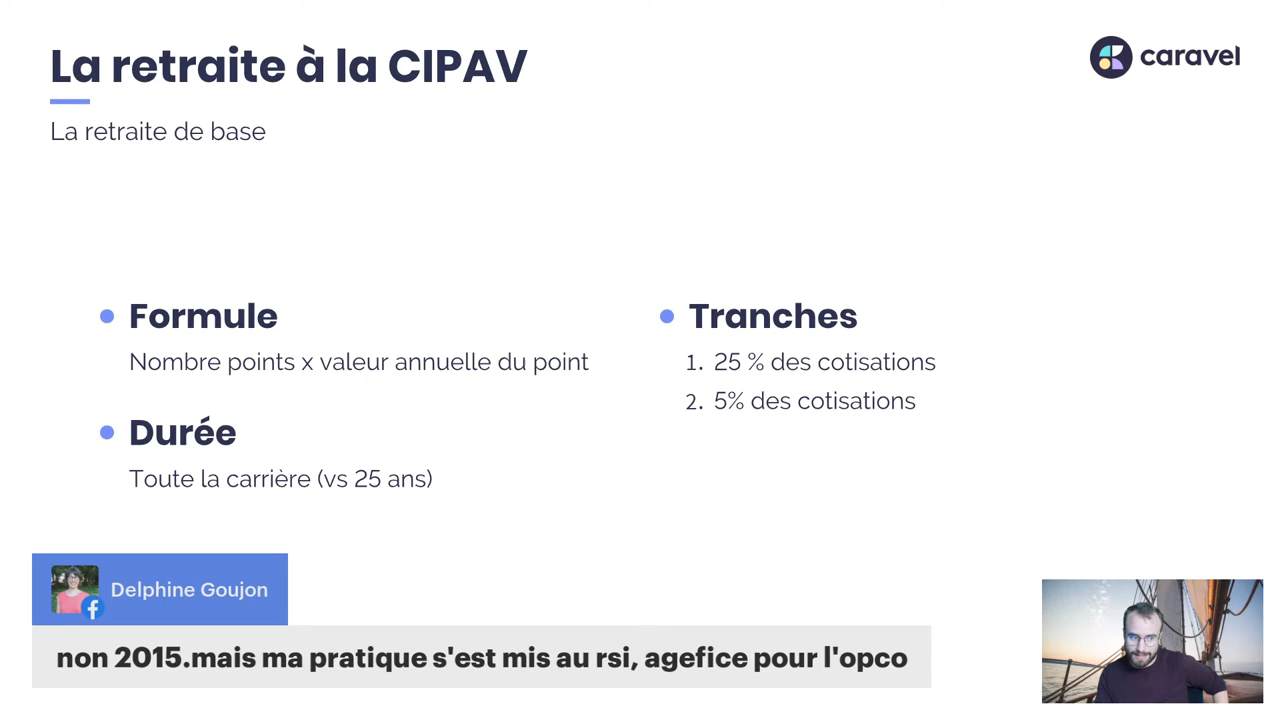 La retraite à la CIPAV
caravel
La retraite de base
Formule
Nombre points x valeur annuelle du point
Durée
Toute la carrière (vs 25 ans)
Tranches
1. 25 % des cotisations
2. 5% des cotisations
Delphine Goujon
non 2015.mais ma pratique s'est mis au rsi, agefice pour l'opco